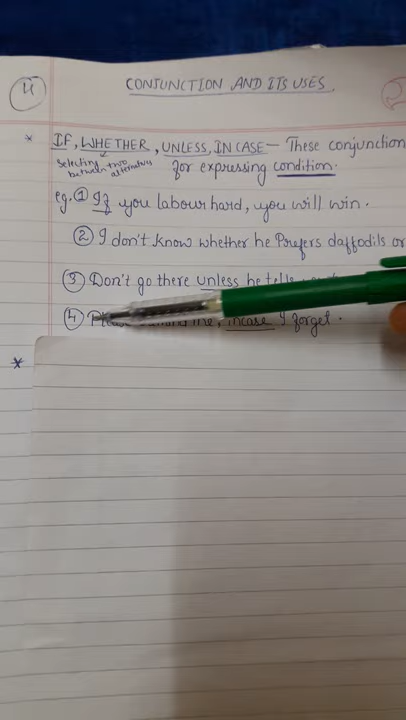 4
CONJUNCTION AND ITS USES
* IF, WHETHER, UNLESS, IN CASE - These conjunction
selecting between two alternatives
for expressing condition.
eg. ① If you labour hard, you will win.
② I don't know whether he Prefers daffodils or
③ Don't go there unless he tells
④ me, incase I forget.
*